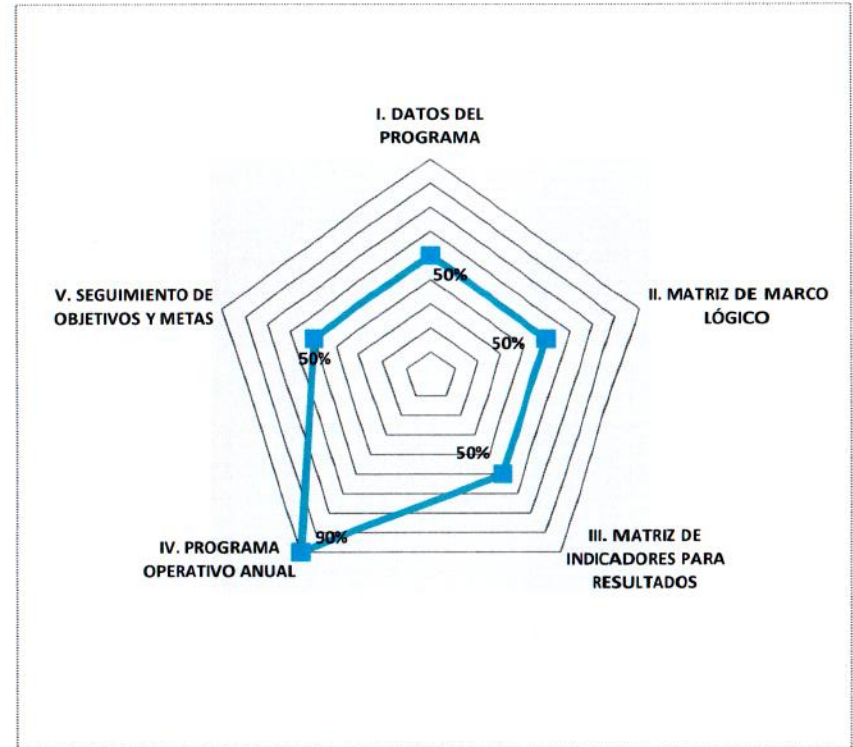 I. DATOS DEL
PROGRAMA
50%
II. MATRIZ DE MARCO
LÓGICO
50%
III. MATRIZ DE
INDICADORES PARA
RESULTADOS
50%
IV. PROGRAMA
OPERATIVO ANUAL
90%
V. SEGUIMIENTO DE
OBJETIVOS Y METAS
50%